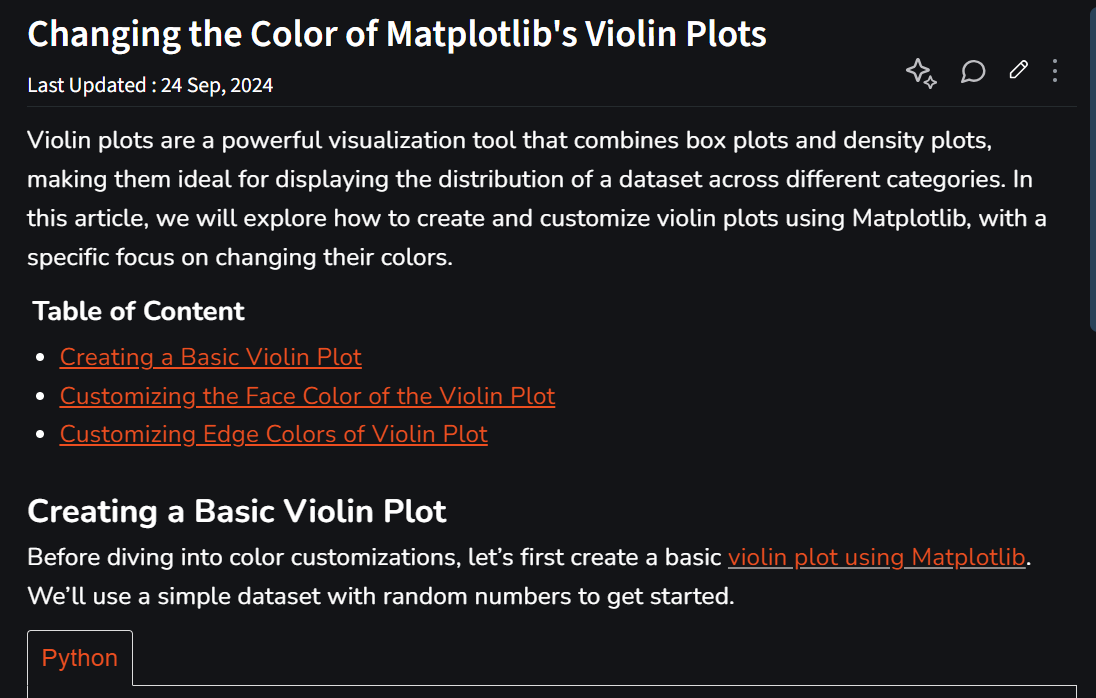 Changing the Color of Matplotlib's Violin Plots
Last Updated : 24 Sep, 2024
Violin plots are a powerful visualization tool that combines box plots and density plots,
making them ideal for displaying the distribution of a dataset across different categories. In
this article, we will explore how to create and customize violin plots using Matplotlib, with a
specific focus on changing their colors.
Table of Content
Creating a Basic Violin Plot
Customizing the Face Color of the Violin Plot
Customizing Edge Colors of Violin Plot
Creating a Basic Violin Plot
Before diving into color customizations, let’s first create a basic violin plot using Matplotlib.
We’ll use a simple dataset with random numbers to get started.
Python